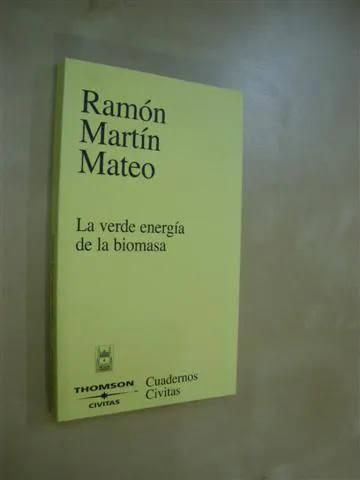 Ramón
Martín
Mateo
La verde energía
de la biomasa
THOMSON
CIVITAS
Cuadernos
Civitas